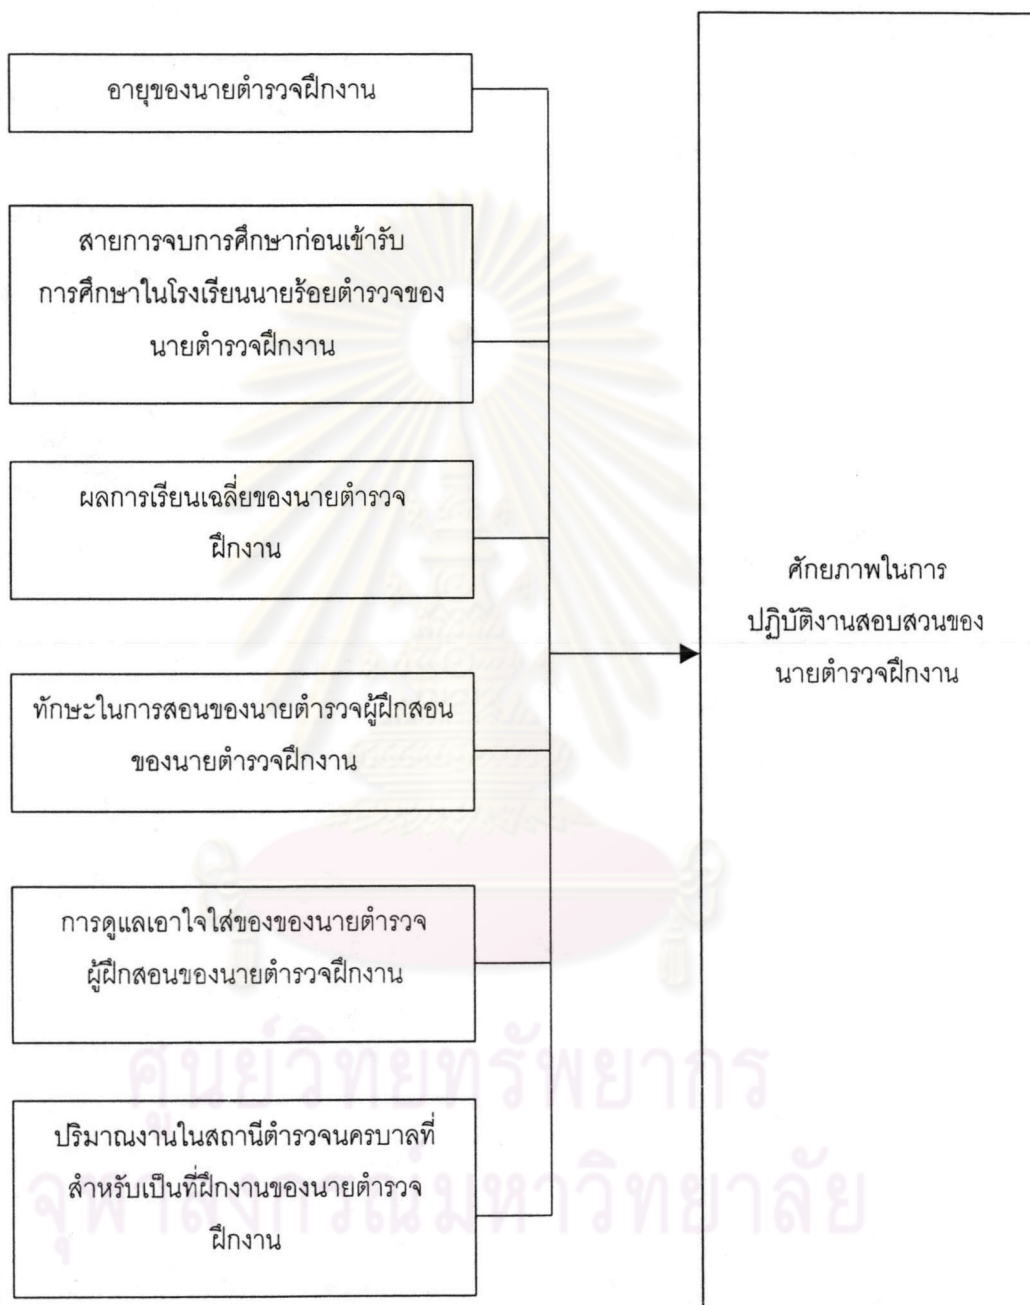 อายุของนายตำรวจฝึกงาน
สายการจบการศึกษาก่อนเข้ารับ
การศึกษาในโรงเรียนนายร้อยตำรวจของ
นายตำรวจฝึกงาน
ผลการเรียนเฉลี่ยของนายตำรวจ
ฝึกงาน
ทักษะในการสอนของนายตำรวจผู้ฝึกสอน
ของนายตำรวจฝึกงาน
การดูแลเอาใจใส่ของของนายตำรวจ
ผู้ฝึกสอนของนายตำรวจฝึกงาน
ปริมาณงานในสถานีตำรวจนครบาลที่
สำหรับเป็นที่ฝึกงานของนายตำรวจ
ฝึกงาน
ศักยภาพในการ
ปฏิบัติงานสอบสวนของ
นายตำรวจฝึกงาน
ศูนย์วิทยทรัพยากร
จุฬาลงกรณ์มหาวิทยาลัย